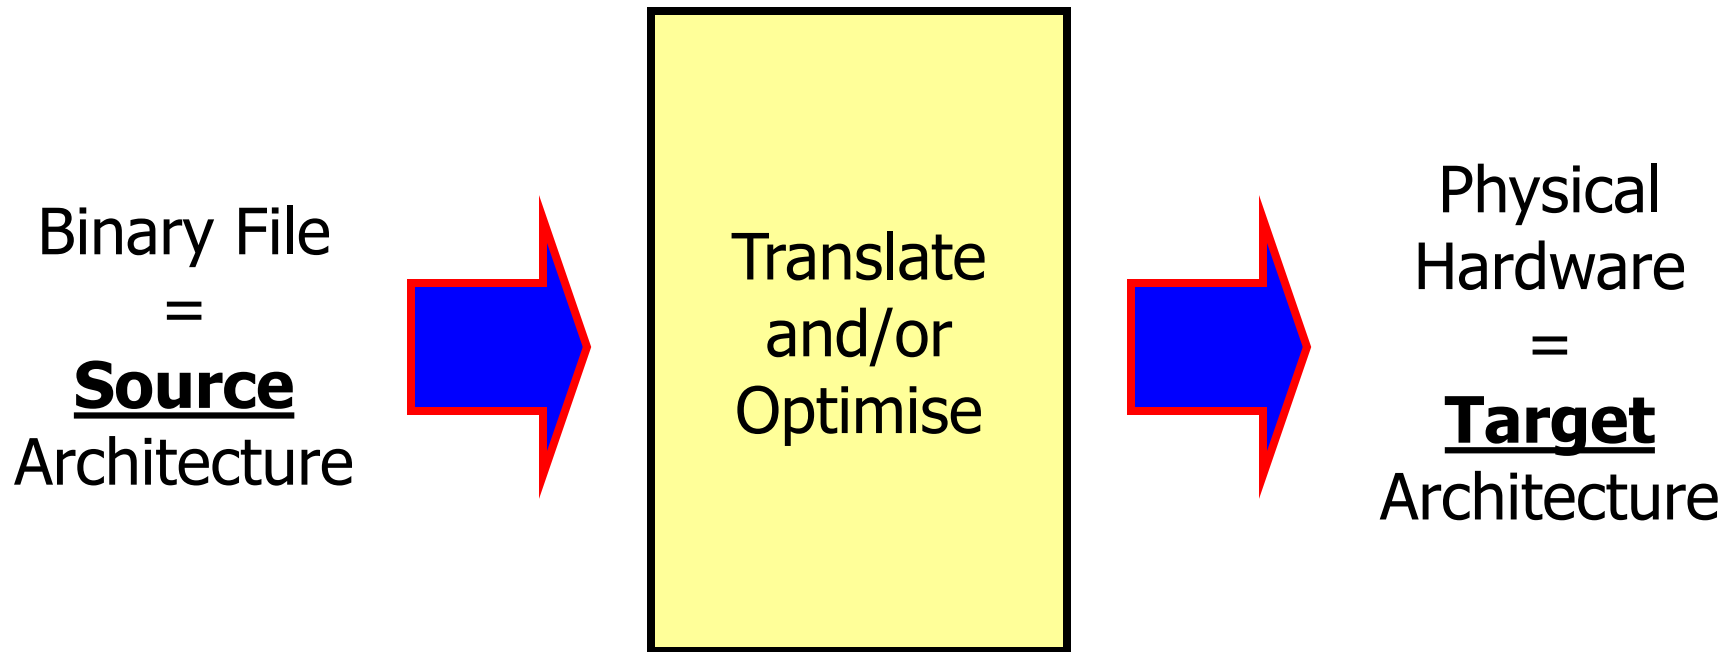 Binary File
=
Source
Architecture
Translate
and/or
Optimise
Physical
Hardware
=
Target
Architecture